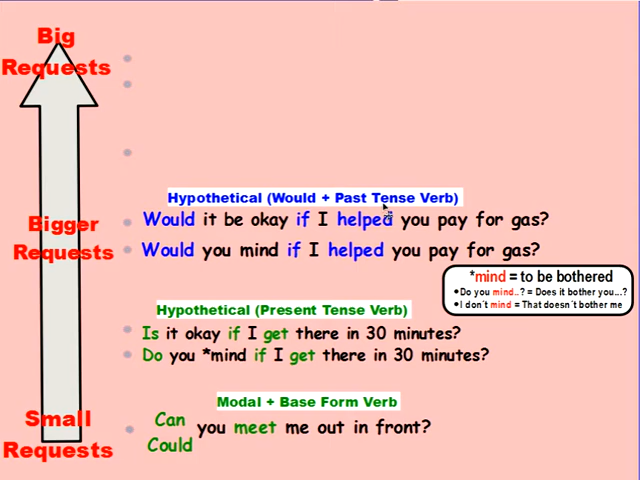 Big
Requests
Hypothetical (Would + Past Tense Verb)
Would it be okay if I helped you pay for gas?
Bigger
Requests
Would you mind if I helped you pay for gas?
*mind = to be bothered
•Do you mind..? = Does it bother you...?
•I don´t mind = That doesn´t bother me
Hypothetical (Present Tense Verb)
Is it okay if I get there in 30 minutes?
Do you *mind if I get there in 30 minutes?
Modal + Base Form Verb
Small
Requests
Can
you meet me out in front?
Could